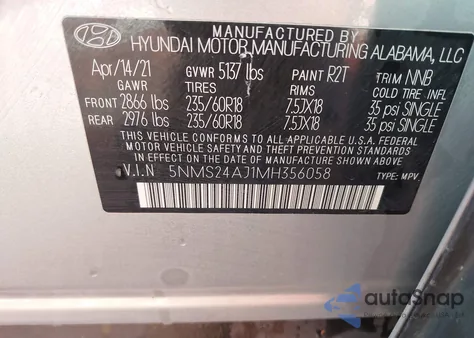 HYUNDAI MOTOR MANUFACTURING ALABAMA, LLC
Apr/14/21 GVWR 5137 lbs PAINT R2T TRIM NNB
GAWR TIRES RIMS COLD TIRE INFL
FRONT 2866 lbs 235/60R18 7.5JX18 35 psi SINGLE
REAR 2976 lbs 235/60R18 7.5JX18 35 psi SINGLE
THIS VEHICLE CONFORMS TO ALL APPLICABLE U.S.A FEDERAL
MOTOR VEHICLE SAFETY, BUMPER, AND THEFT PREVENTION STANDARDS
IN EFFECT ON THE DATE OF MANUFACTURE SHOWN ABOVE.
V.I.N 5NMS24AJ1MH356058
TYPE: MPV
autoSnap